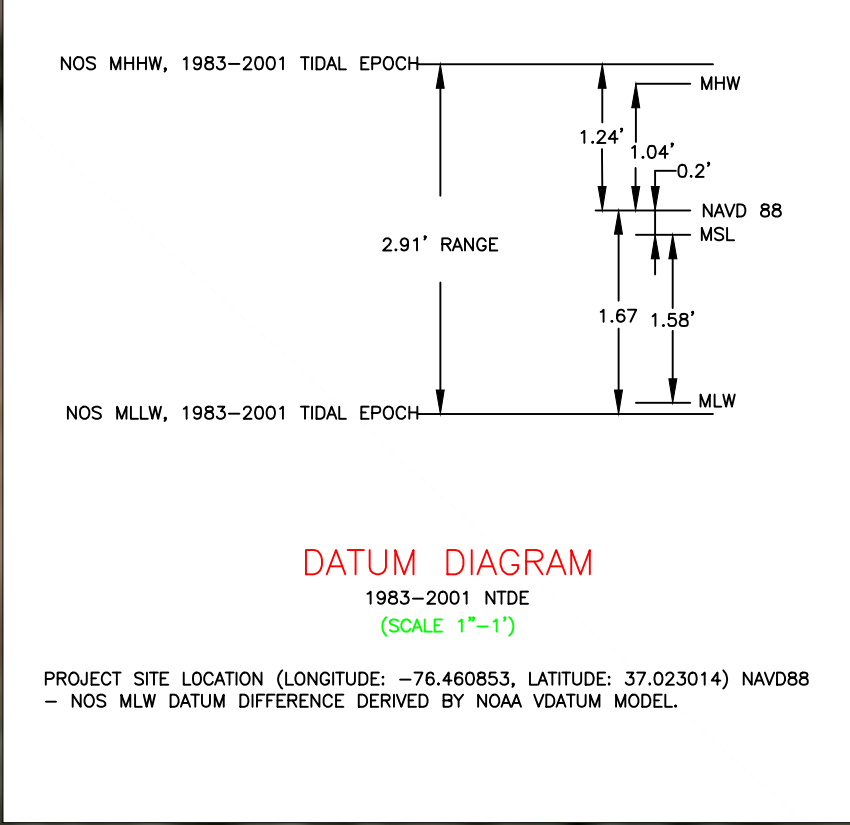 NOS MHHW, 1983-2001 TIDAL EPOCH
MHW
1.24'
1.04'
0.2'
NAVD 88
MSL
2.91' RANGE
1.67
1.58'
MLW
NOS MLLW, 1983-2001 TIDAL EPOCH
DATUM DIAGRAM
1983-2001 NTDE
(SCALE 1"-1')
PROJECT SITE LOCATION (LONGITUDE: -76.460853, LATITUDE: 37.023014) NAVD88
- NOS MLW DATUM DIFFERENCE DERIVED BY NOAA VDATUM MODEL.